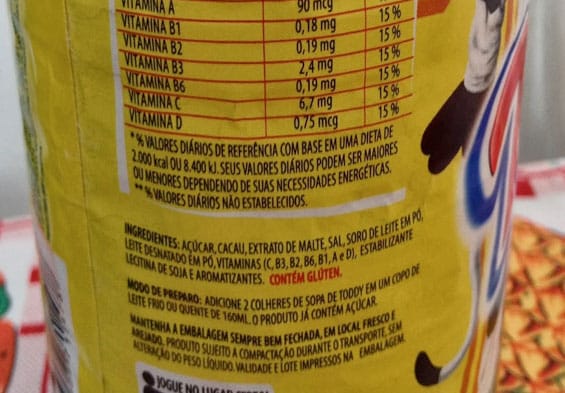 VITAMINA A 90 mcg 15 %
VITAMINA B1 0,18 mg 15 %
VITAMINA B2 0,19 mg 15 %
VITAMINA B3 2,4 mg 15 %
VITAMINA B6 0,19 mg 15 %
VITAMINA C 6,7 mg 15 %
VITAMINA D 0,75 mcg 15 %
* % VALORES DIÁRIOS DE REFERÊNCIA COM BASE EM UMA DIETA DE
2.000 kcal OU 8.400 kJ. SEUS VALORES DIÁRIOS PODEM SER MAIORES
OU MENORES DEPENDENDO DE SUAS NECESSIDADES ENERGÉTICAS.
** % VALORES DIÁRIOS NÃO ESTABELECIDOS.
INGREDIENTES: AÇÚCAR, CACAU, EXTRATO DE MALTE, SAL, SORO DE LEITE EM PÓ,
LEITE DESNATADO EM PÓ, VITAMINAS (C, B3, B2, B6, B1, A e D), ESTABILIZANTE
LECITINA DE SOJA E AROMATIZANTES. CONTÉM GLÚTEN.
MODO DE PREPARO: ADICIONE 2 COLHERES DE SOPA DE TODDY EM UM COPO DE
LEITE FRIO OU QUENTE DE 160ML. O PRODUTO JÁ CONTÉM AÇÚCAR.
MANTENHA A EMBALAGEM SEMPRE BEM FECHADA, EM LOCAL FRESCO E
AREJADO. PRODUTO SUJEITO A COMPACTAÇÃO DURANTE O TRANSPORTE, SEM
ALTERAÇÃO DO PESO LÍQUIDO. VALIDADE E LOTE IMPRESSOS NA EMBALAGEM.
JOGUE NO LUGAR